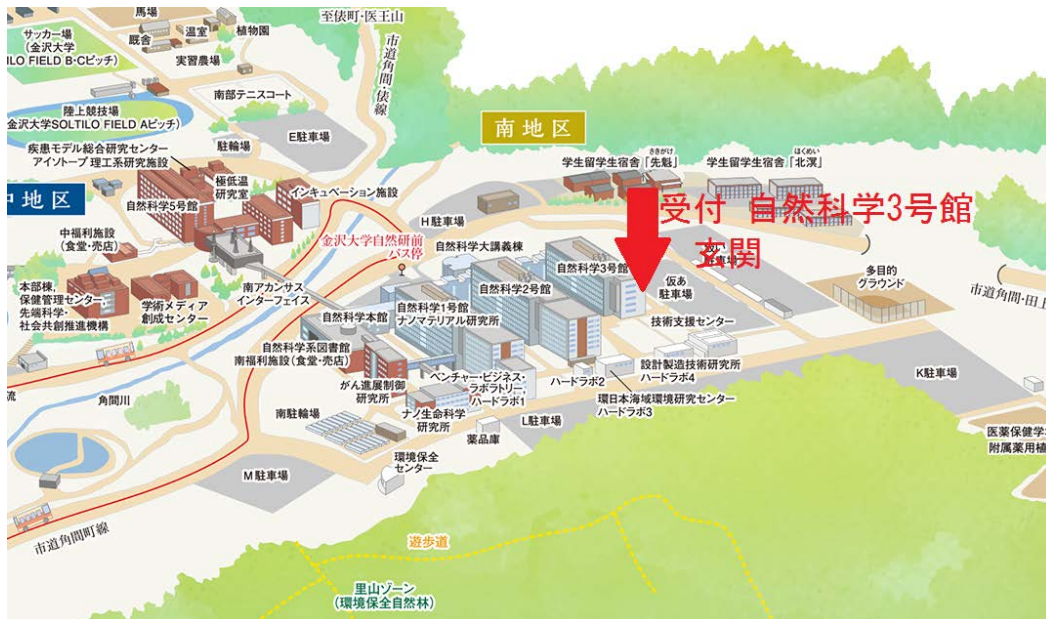 馬場
サッカー場
(金沢大学
ILO FIELD B・Cピッチ)
厩舎
温室
植物園
実習農場
至俵町・医王山
市道角間・俵線
陸上競技場
金沢大学SOLTILO FIELD Aピッチ)
南部テニスコート
駐輪場
E駐車場
南地区
疾患モデル総合研究センター
アイソトープ理工系研究施設
極低温
研究室
インキュベーション施設
自然科学5号館
中地区
ささがけ
学生留学生宿舎「先魁」
ほくめい
学生留学生宿舎「北溟」
受付 自然科学3号館
玄関
H駐車場
中福利施設
(食堂・売店)
金沢大学自然研前
バス停
自然科学大講義棟
自然科学3号館
駐車場
仮あ
駐車場
多目的
グラウンド
市道角間・田上
本部棟、
保健管理センター、
先端科学・
社会共創推進機構
学術メディア
創成センター
南アカンサス
インターフェイス
自然科学2号館
自然科学1号館
ナノマテリアル研究所
自然科学本館
技術支援センター
自然科学系図書館
南福利施設(食堂・売店)
がん進展制御
研究所
ベンチャー・ビジネス・
ラボラトリー、
ハードラボ1
ハードラボ2
設計製造技術研究所
ハードラボ4
環日本海域環境研究センター
ハードラボ3
K駐車場
流
角間川
南駐輪場
ナノ生命科学
研究所
薬品庫
L駐車場
環境保全
センター
M駐車場
医薬保健学
附属薬用植
市道角間町線
遊歩道
里山ゾーン
(環境保全自然林)